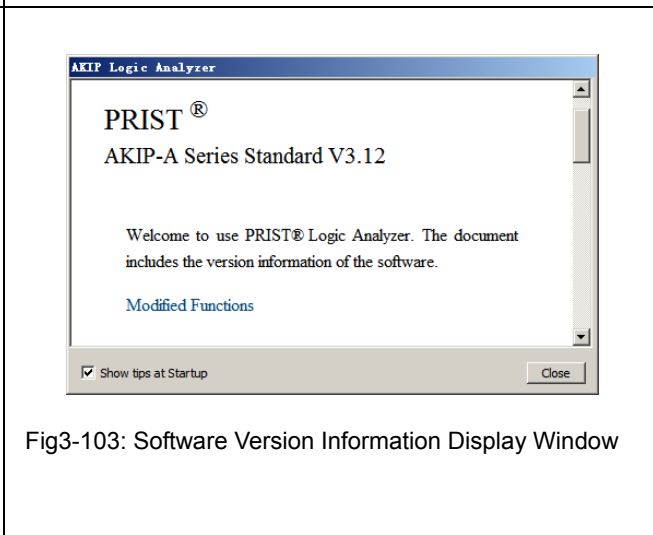 AKIP Logic Analyzer
PRIST ®
AKIP-A Series Standard V3.12
Welcome to use PRIST® Logic Analyzer. The document
includes the version information of the software.
Modified Functions
Show tips at Startup
Close
Fig3-103: Software Version Information Display Window